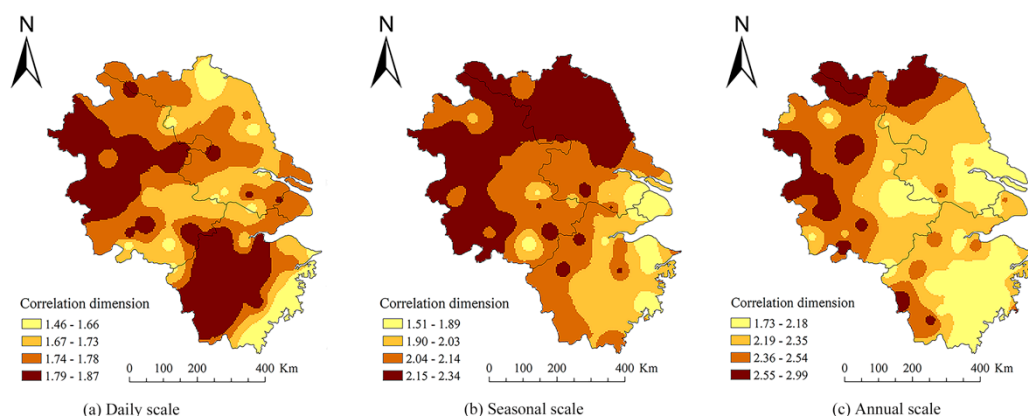 N
Correlation dimension
1.46 - 1.66
1.67 - 1.73
1.74 - 1.78
1.79 - 1.87
0 100 200 400 Km
(a) Daily scale
N
Correlation dimension
1.51 - 1.89
1.90 - 2.03
2.04 - 2.14
2.15 - 2.34
0 100 200 400 Km
(b) Seasonal scale
N
Correlation dimension
1.73 - 2.18
2.19 - 2.35
2.36 - 2.54
2.55 - 2.99
0 100 200 400 Km
(c) Annual scale